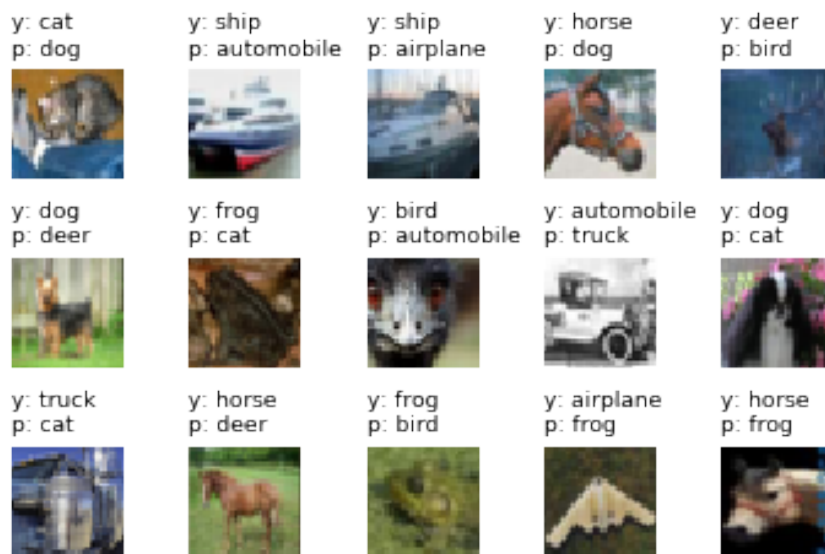 y: cat
p: dog
y: ship
p: automobile
y: ship
p: airplane
y: horse
p: dog
y: deer
p: bird
y: dog
p: deer
y: frog
p: cat
y: bird
p: automobile
y: automobile
p: truck
y: dog
p: cat
y: truck
p: cat
y: horse
p: deer
y: frog
p: bird
y: airplane
p: frog
y: horse
p: frog